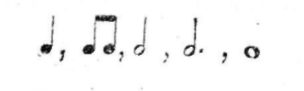 ♩, ♫, 𝅗𝅥, 𝅗𝅥., 𝅝